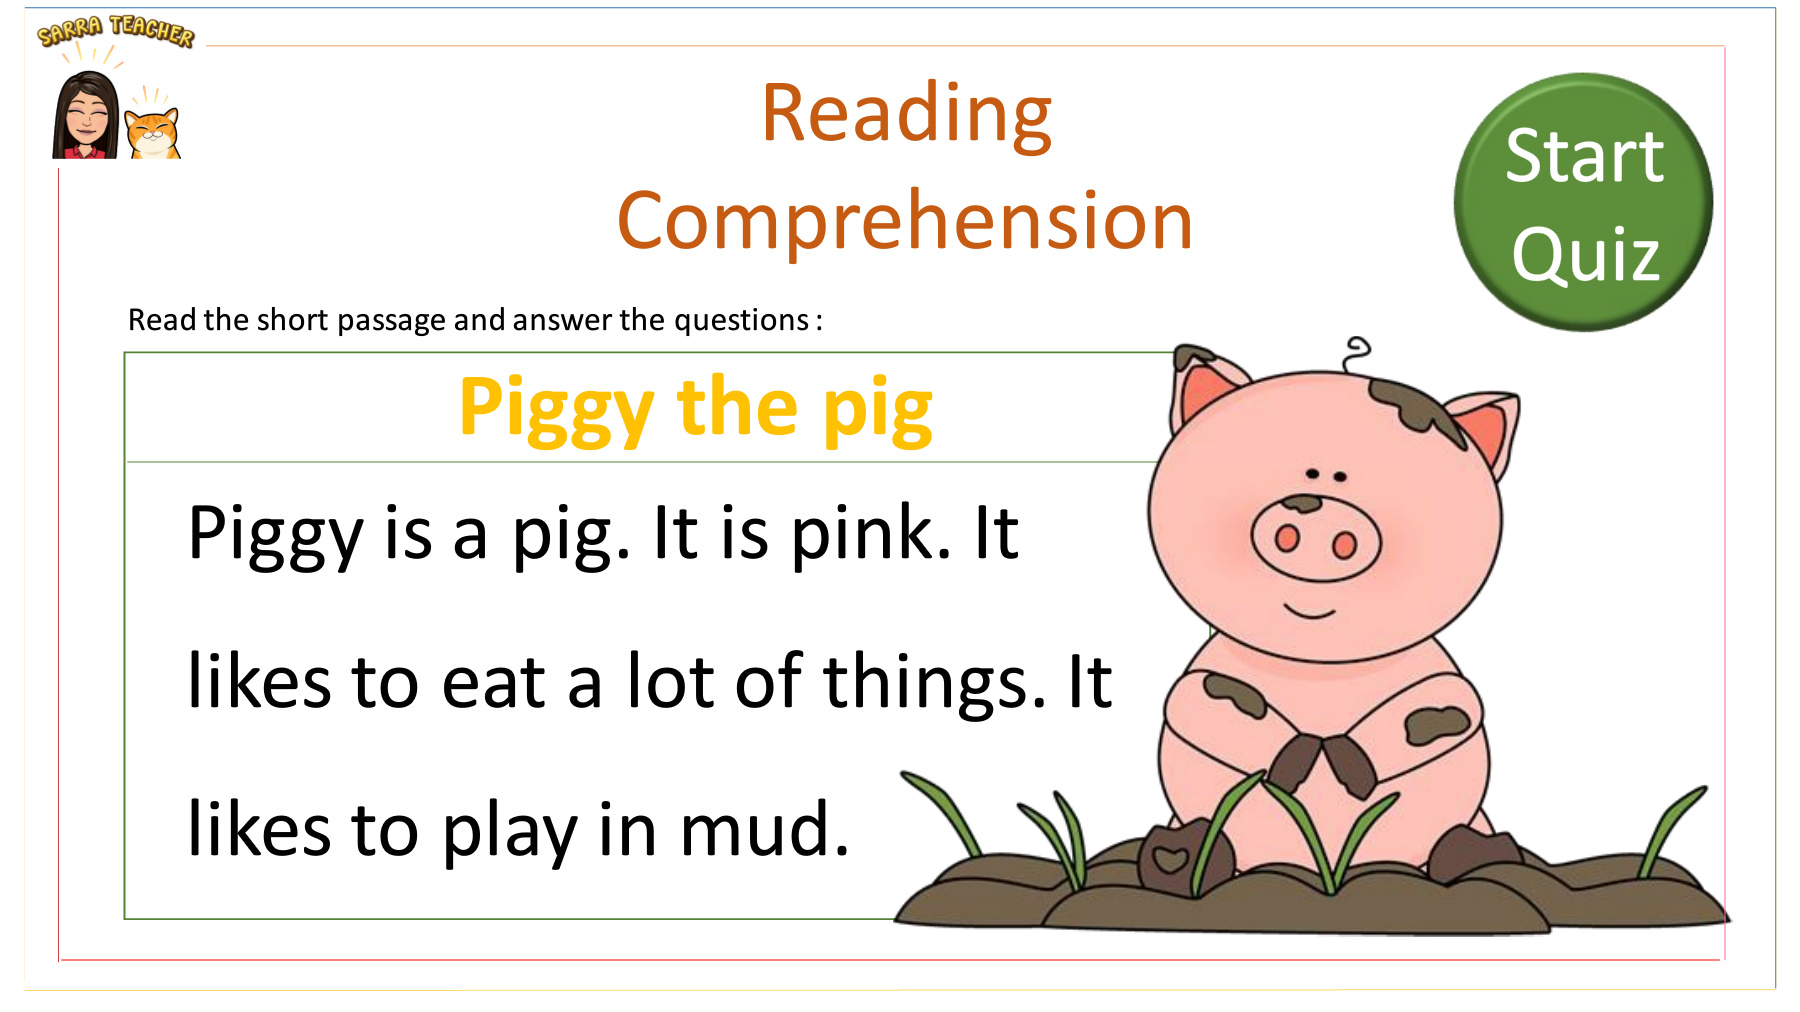 SARRA TEACHER
Reading
Comprehension
Start
Quiz
Read the short passage and answer the questions :
Piggy the pig
Piggy is a pig. It is pink. It
likes to eat a lot of things. It
likes to play in mud.